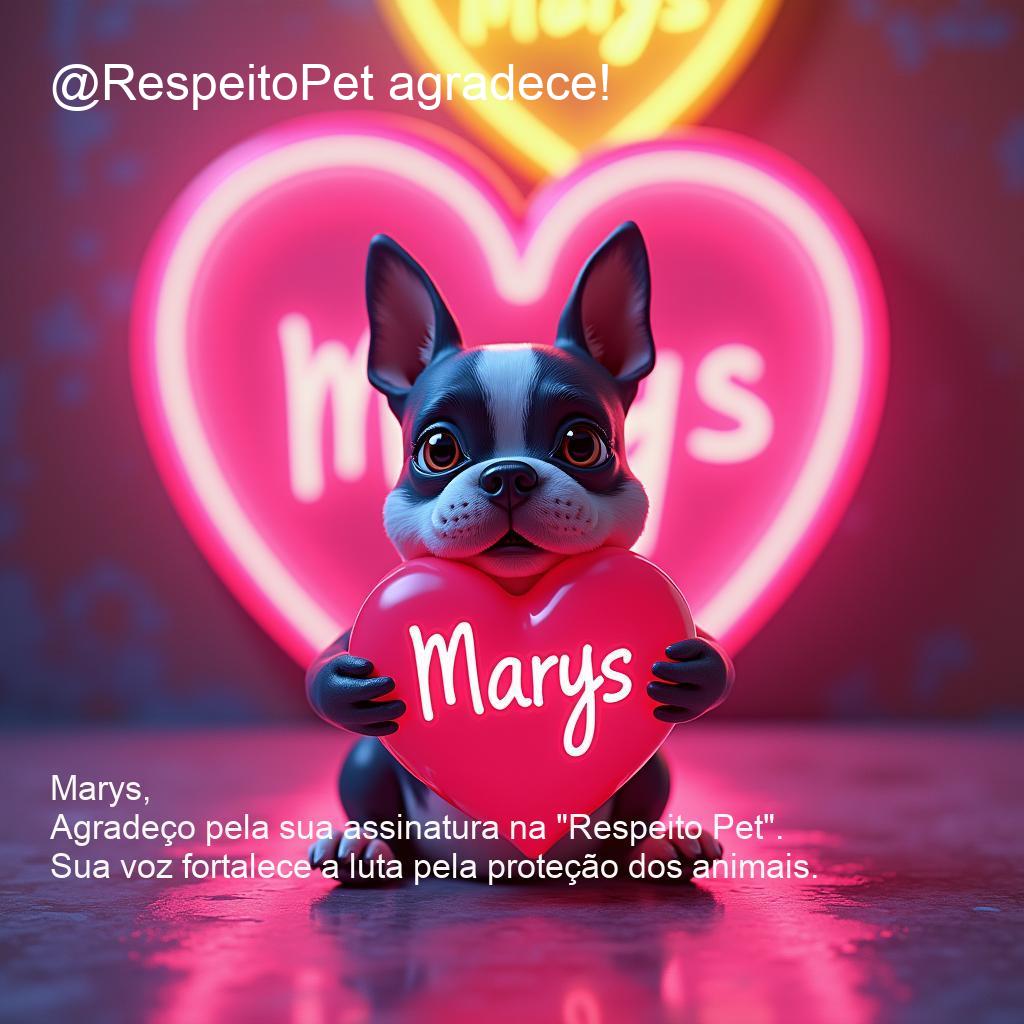 Marys
@RespeitoPet agradece!
Marys
Marys,
Agradeço pela sua assinatura na "Respeito Pet".
Sua voz fortalece a luta pela proteção dos animais.